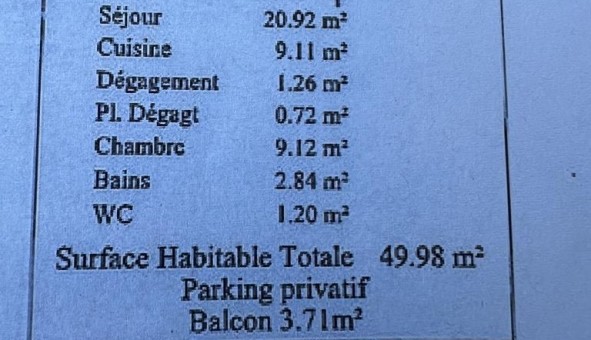 Séjour 20.92 m²
Cuisine 9.11 m²
Dégagement 1.26 m²
Pl. Dégagt 0.72 m²
Chambre 9.12 m²
Bains 2.84 m²
WC 1.20 m²
Surface Habitable Totale 49.98 m²
Parking privatif
Balcon 3.71m²